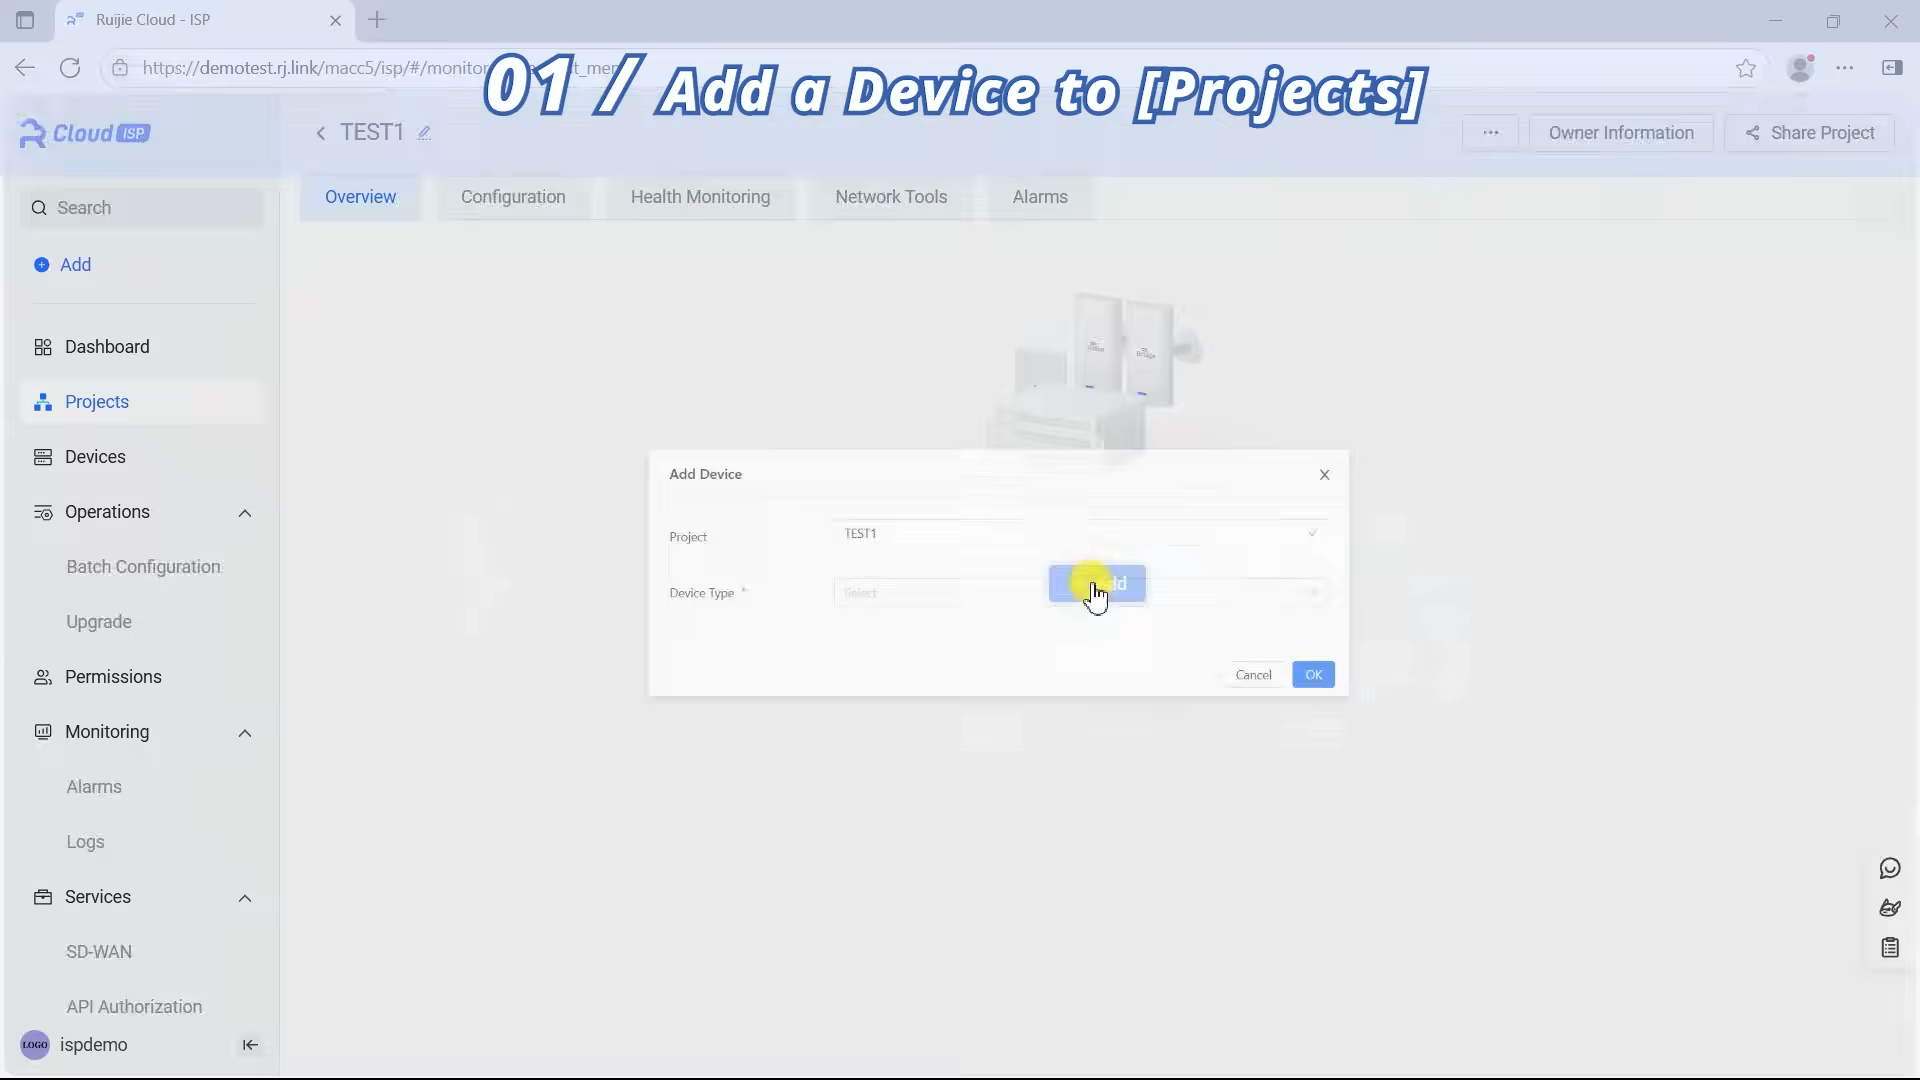 Ruijie Cloud - ISP
https://demotest.rj.link/macc5/isp/#/monitor
01 / Add a Device to [Projects]
Cloud ISP
TEST1
Owner Information
Share Project
Search
Overview
Configuration
Health Monitoring
Network Tools
Alarms
Add
Dashboard
Projects
Devices
Operations
Batch Configuration
Upgrade
Permissions
Monitoring
Alarms
Logs
Services
SD-WAN
API Authorization
LOGO
ispdemo
Add Device
Project
TEST1
Device Type *
Select
Cancel
OK